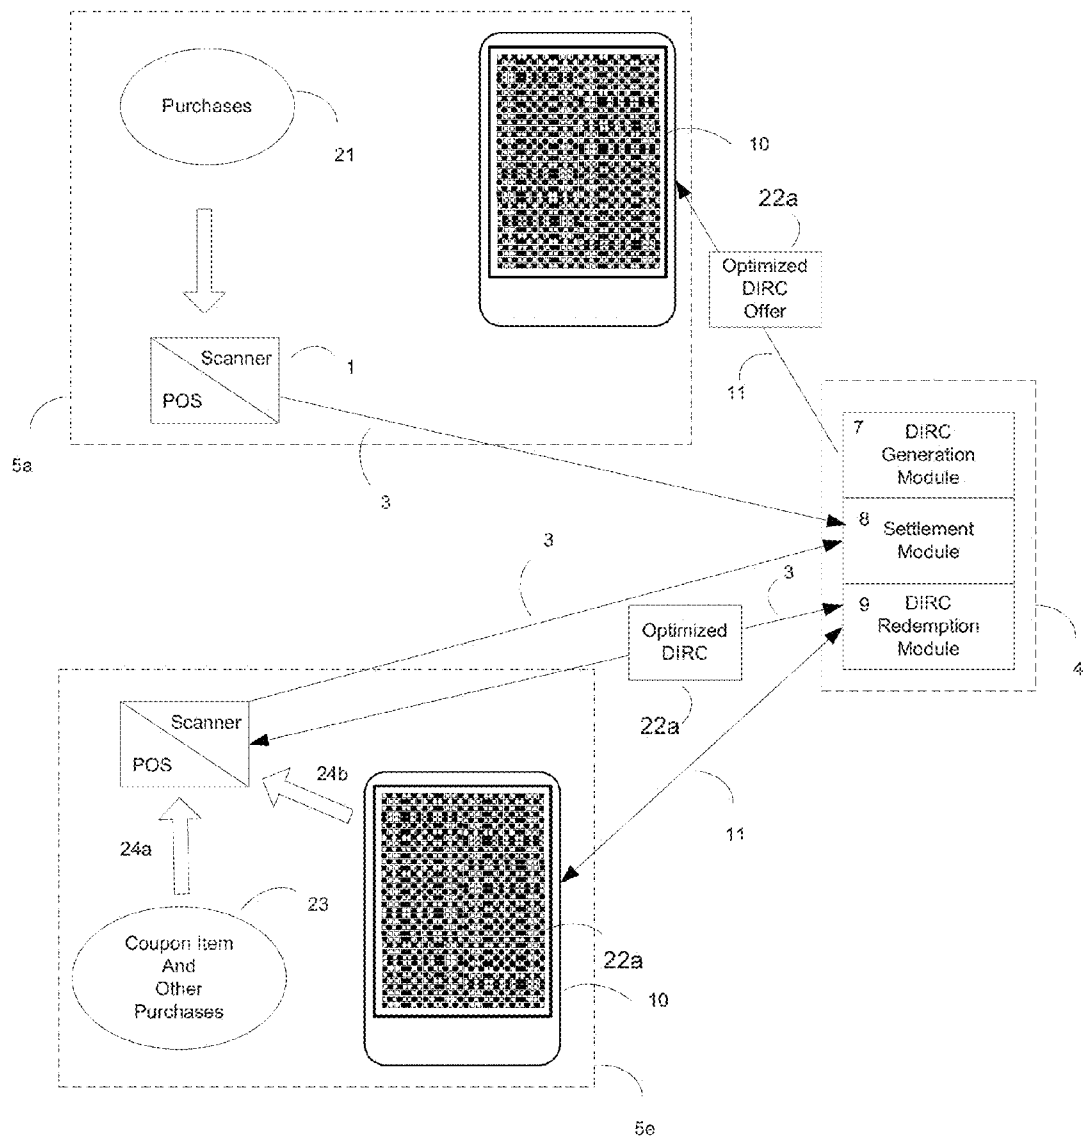 Purchases
21
10
22a
Optimized
DIRC
Offer
Scanner
POS
1
11
5a
3
7
DIRC
Generation
Module
8
Settlement
Module
3
3
9
DIRC
Redemption
Module
4
Optimized
DIRC
22a
Scanner
POS
24b
11
24a
23
Coupon Item
And
Other
Purchases
22a
10
5e